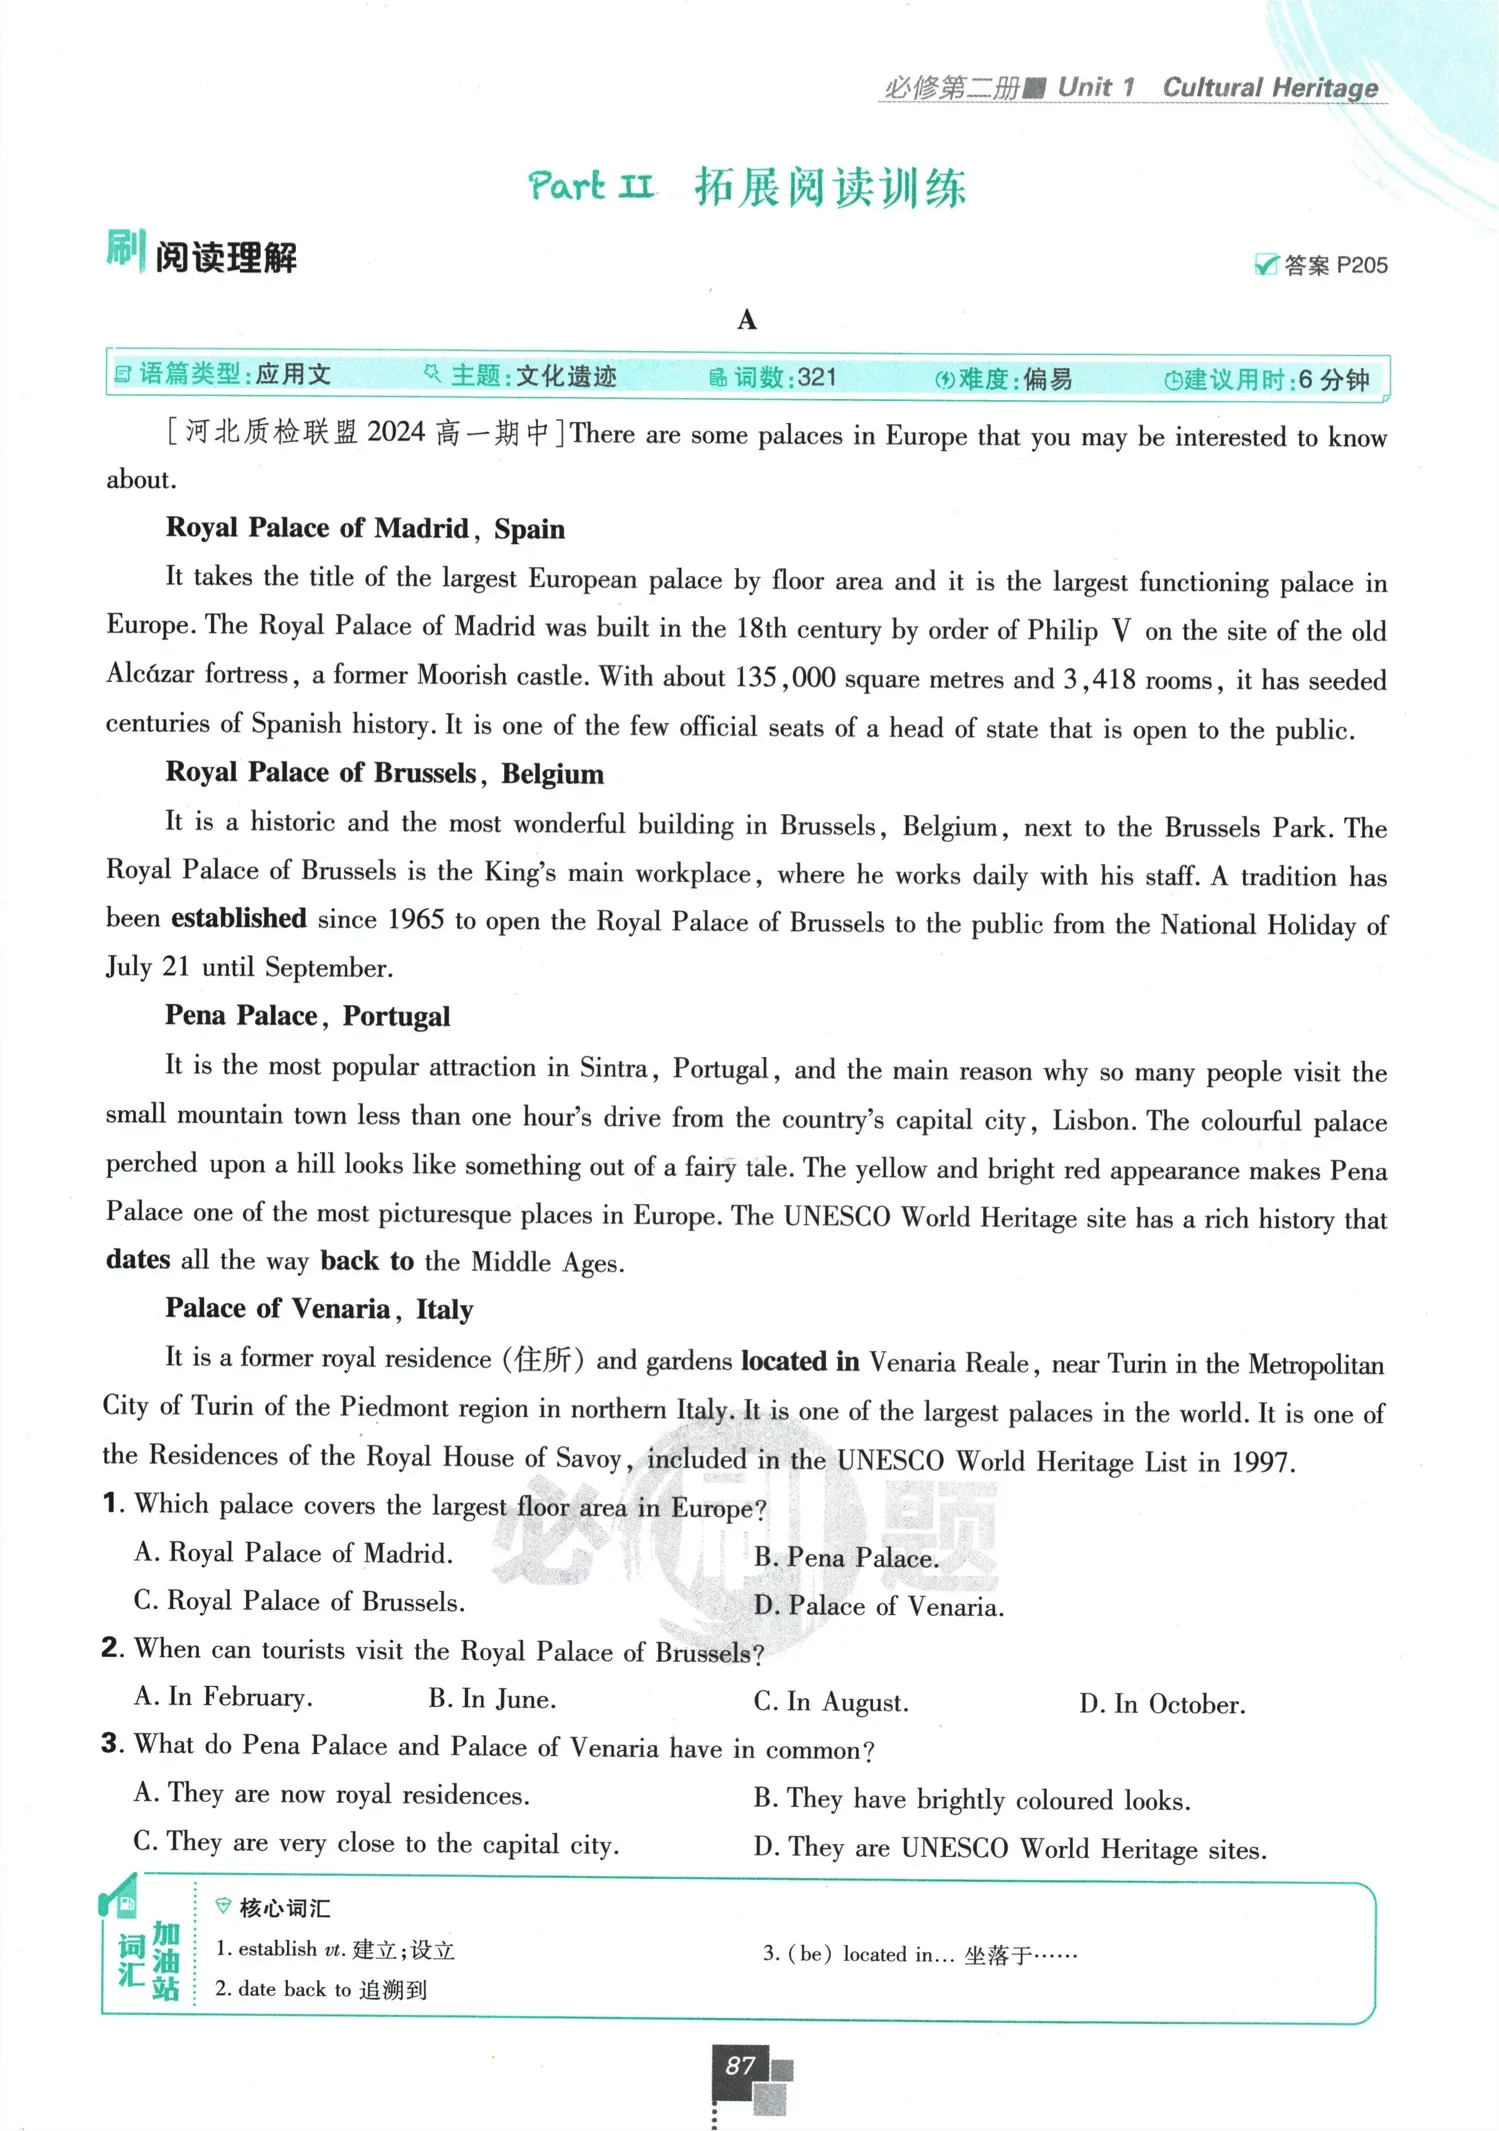 必修第二册 Unit 1 Cultural Heritage
Part II 拓展阅读训练
刷 阅读理解
答案 P205
A
语篇类型:应用文 主题:文化遗迹 词数:321 难度:偏易 建议用时:6 分钟
[河北质检联盟 2024 高一期中]There are some palaces in Europe that you may be interested to know
about.
Royal Palace of Madrid, Spain
It takes the title of the largest European palace by floor area and it is the largest functioning palace in
Europe. The Royal Palace of Madrid was built in the 18th century by order of Philip V on the site of the old
Alcázar fortress, a former Moorish castle. With about 135,000 square metres and 3,418 rooms, it has seeded
centuries of Spanish history. It is one of the few official seats of a head of state that is open to the public.
Royal Palace of Brussels, Belgium
It is a historic and the most wonderful building in Brussels, Belgium, next to the Brussels Park. The
Royal Palace of Brussels is the King's main workplace, where he works daily with his staff. A tradition has
been established since 1965 to open the Royal Palace of Brussels to the public from the National Holiday of
July 21 until September.
Pena Palace, Portugal
It is the most popular attraction in Sintra, Portugal, and the main reason why so many people visit the
small mountain town less than one hour's drive from the country's capital city, Lisbon. The colourful palace
perched upon a hill looks like something out of a fairy tale. The yellow and bright red appearance makes Pena
Palace one of the most picturesque places in Europe. The UNESCO World Heritage site has a rich history that
dates all the way back to the Middle Ages.
Palace of Venaria, Italy
It is a former royal residence (住所) and gardens located in Venaria Reale, near Turin in the Metropolitan
City of Turin of the Piedmont region in northern Italy. It is one of the largest palaces in the world. It is one of
the Residences of the Royal House of Savoy, included in the UNESCO World Heritage List in 1997.
必刷题
1. Which palace covers the largest floor area in Europe?
A. Royal Palace of Madrid. B. Pena Palace.
C. Royal Palace of Brussels. D. Palace of Venaria.
2. When can tourists visit the Royal Palace of Brussels?
A. In February. B. In June. C. In August. D. In October.
3. What do Pena Palace and Palace of Venaria have in common?
A. They are now royal residences. B. They have brightly coloured looks.
C. They are very close to the capital city. D. They are UNESCO World Heritage sites.
词汇加油站
核心词汇
1. establish vt. 建立;设立 3. (be) located in... 坐落于……
2. date back to 追溯到
87